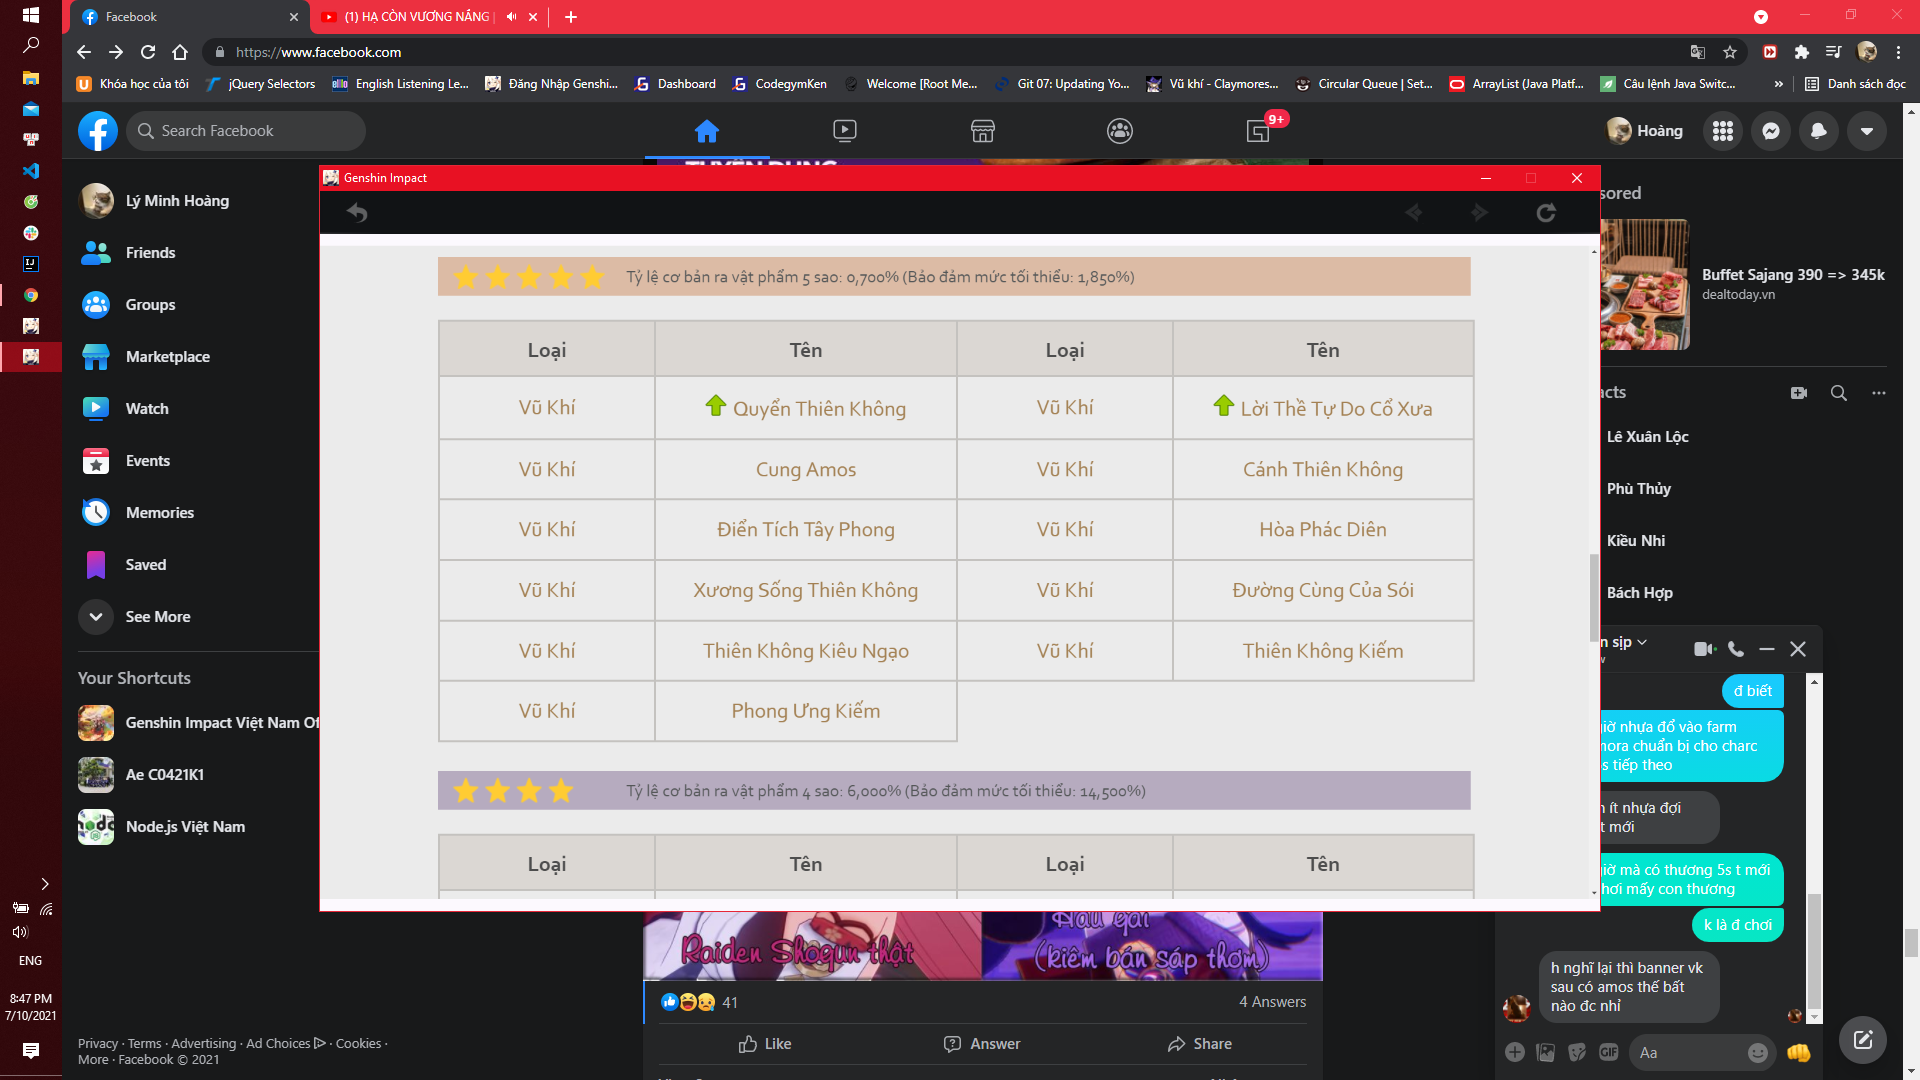 Facebook
(1) HẠ CÒN VƯƠNG NẮNG |
https://www.facebook.com
Khóa học của tôi
jQuery Selectors
English Listening Le...
Đăng Nhập Genshi...
Dashboard
CodegymKen
Welcome [Root Me...
Git 07: Updating Yo...
Vũ khí - Claymores...
Circular Queue | Set...
ArrayList (Java Platf...
Câu lệnh Java Switc...
»
Danh sách đọc
Search Facebook
9+
Hoàng
TUYỂN DỤNG
Lý Minh Hoàng
Friends
Groups
Marketplace
Watch
Events
Memories
Saved
See More
Your Shortcuts
Genshin Impact Việt Nam Of
Ae C0421K1
Node.js Việt Nam
Privacy · Terms · Advertising · Ad Choices · Cookies ·
More · Facebook © 2021
ENG
8:47 PM
7/10/2021
Genshin Impact
Tỷ lệ cơ bản ra vật phẩm 5 sao: 0,700% (Bảo đảm mức tối thiểu: 1,850%)
Loại Tên Loại Tên
Vũ Khí Quyển Thiên Không Vũ Khí Lời Thề Tự Do Cổ Xưa
Vũ Khí Cung Amos Vũ Khí Cánh Thiên Không
Vũ Khí Điển Tích Tây Phong Vũ Khí Hòa Phác Diên
Vũ Khí Xương Sống Thiên Không Vũ Khí Đường Cùng Của Sói
Vũ Khí Thiên Không Kiêu Ngạo Vũ Khí Thiên Không Kiếm
Vũ Khí Phong Ưng Kiếm
Tỷ lệ cơ bản ra vật phẩm 4 sao: 6,000% (Bảo đảm mức tối thiểu: 14,500%)
Loại Tên Loại Tên
Raiden Shogun thật
Hầu gái
(kiêm bán sáp thơm)
41
4 Answers
Like
Answer
Share
sored
Buffet Sajang 390 => 345k
dealtoday.vn
acts
Lê Xuân Lộc
Phù Thủy
Kiều Nhi
Bách Hợp
n sịp
đ biết
iờ nhựa đổ vào farm
nora chuẩn bị cho charc
s tiếp theo
n ít nhựa đợi
t mới
iờ mà có thương 5s t mới
hơi mấy con thương
k là đ chơi
h nghĩ lại thì banner vk
sau có amos thế bất
nào đc nhỉ
GIF
Aa